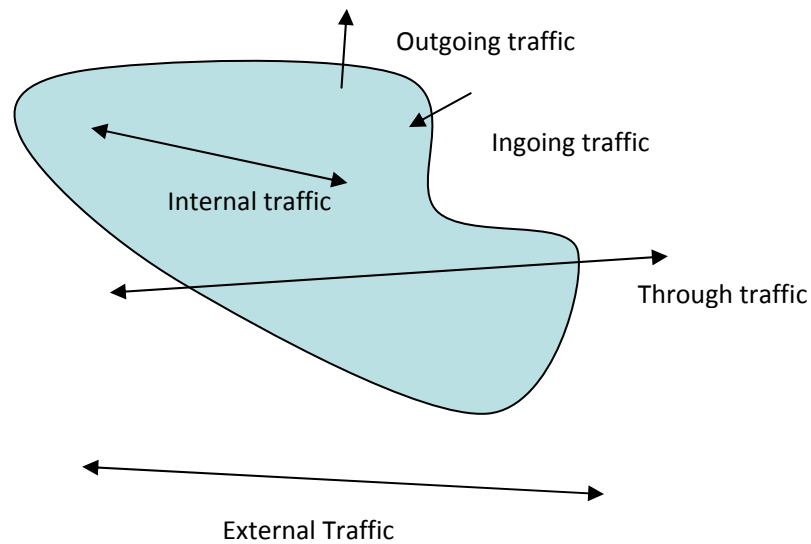 Outgoing traffic
Ingoing traffic
Internal traffic
Through traffic
External Traffic